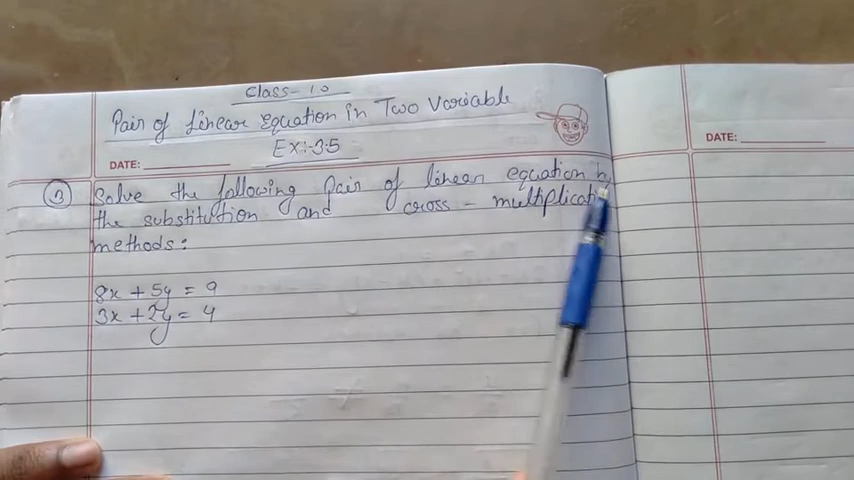 Class-10
Pair of Linear Equation in Two Variable
Ex:-3.5
DATE:
DATE:
③ Solve the following pair of linear equation by
the substitution and cross-multiplication
methods:
8x + 5y = 9
3x + 2y = 4